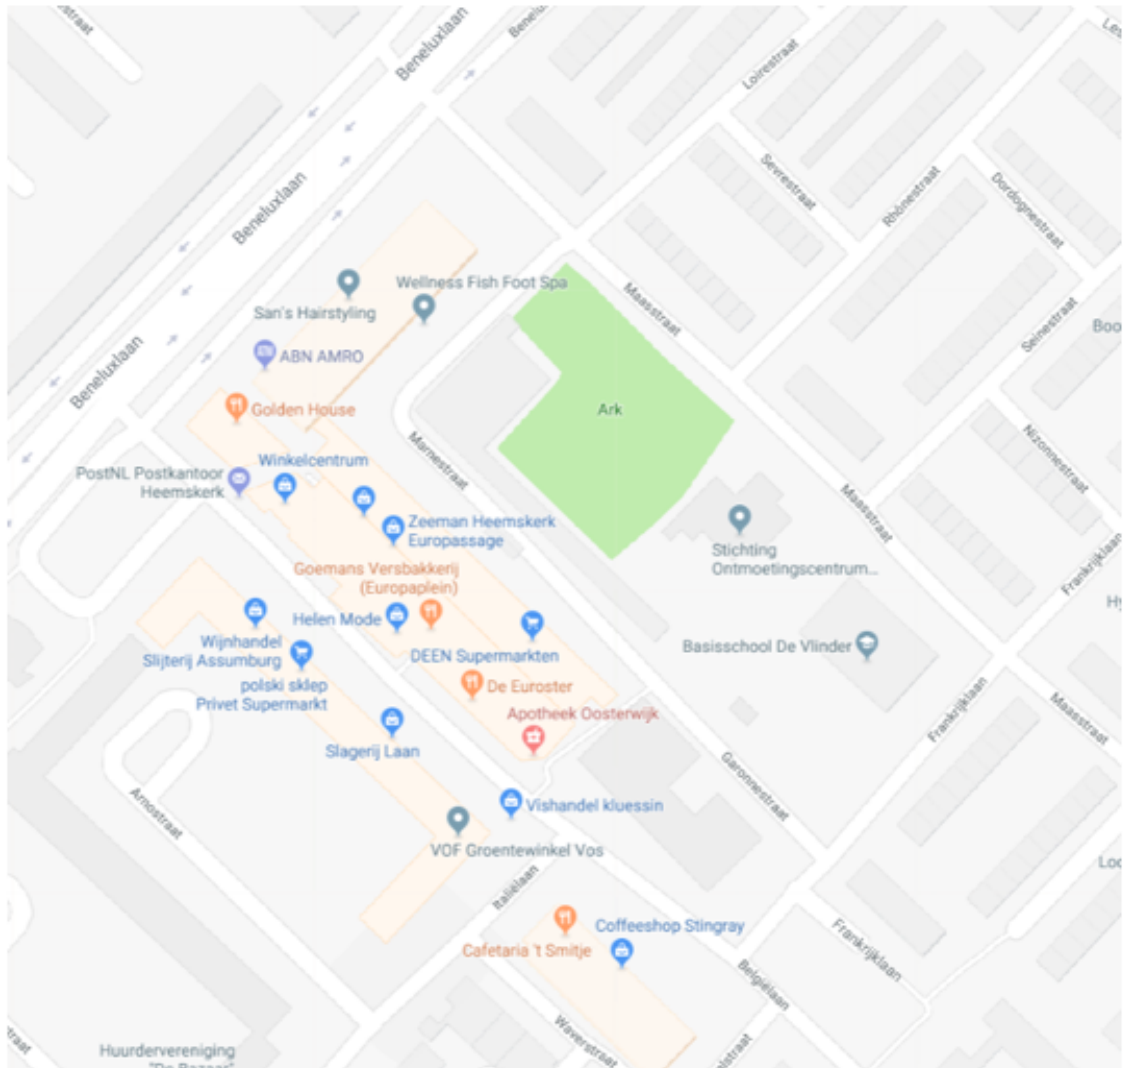 Beneluxlaan
Loirestraat
Sevrestraat
Rhônestraat
Dordognestraat
Beneluxlaan
Wellness Fish Foot Spa
San's Hairstyling
Maasstraat
Seinestraat
ABN AMRO
Beneluxlaan
Golden House
Ark
Marnestraat
Nizonnestraat
Winkelcentrum
PostNL Postkantoor
Heemskerk
Zeeman Heemskerk
Europassage
Maasstraat
Stichting
Ontmoetingscentrum...
Frankrijklaan
Goemans Versbakkerij
(Europaplein)
Helen Mode
Wijnhandel
Slijterij Assumburg
DEEN Supermarkten
Basisschool De Vlinder
polski sklep
Privet Supermarkt
De Euroster
Apotheek Oosterwijk
Frankrijklaan
Maasstraat
Slagerij Laan
Garonnestraat
Arnostraat
Vishandel kluessin
VOF Groentewinkel Vos
Italiëlaan
Coffeeshop Stingray
Cafetaria 't Smitje
Frankrijklaan
Belgiëlaan
Waverstraat
Huurdervereniging